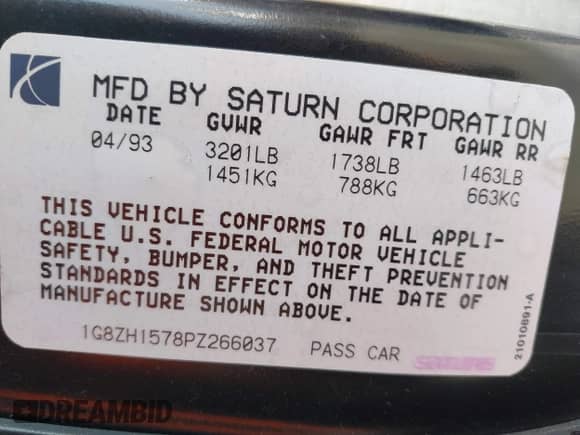 MFD BY SATURN CORPORATION
DATE GVWR GAWR FRT GAWR RR
04/93 3201LB 1738LB 1463LB
1451KG 788KG 663KG
THIS VEHICLE CONFORMS TO ALL APPLI-
CABLE U.S. FEDERAL MOTOR VEHICLE
SAFETY, BUMPER, AND THEFT PREVENTION
STANDARDS IN EFFECT ON THE DATE OF
MANUFACTURE SHOWN ABOVE.
1G8ZH1578PZ266037 PASS CAR
21010891-A
DREAMBID